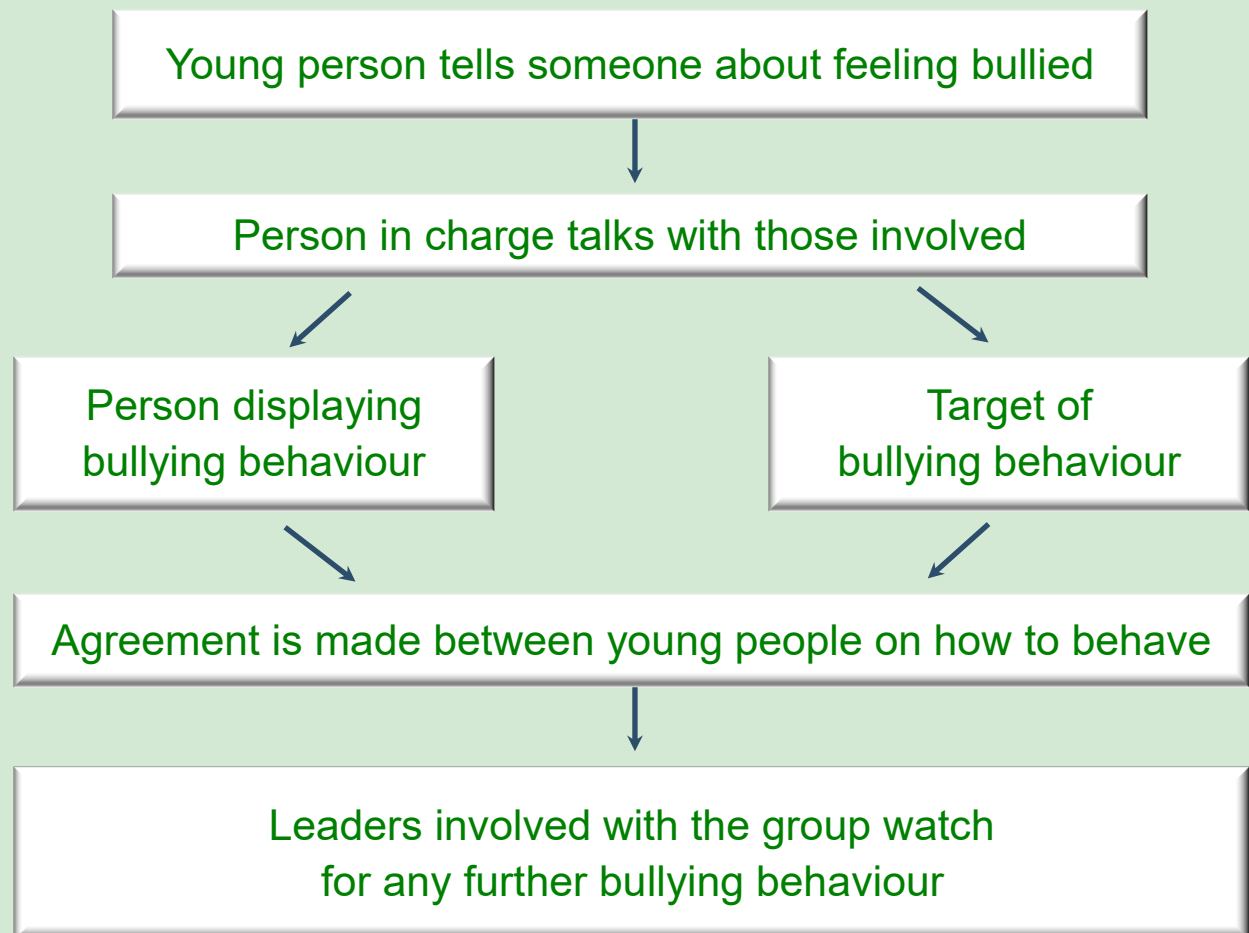 Young person tells someone about feeling bullied
Person in charge talks with those involved
Person displaying
bullying behaviour
Target of
bullying behaviour
Agreement is made between young people on how to behave
Leaders involved with the group watch
for any further bullying behaviour